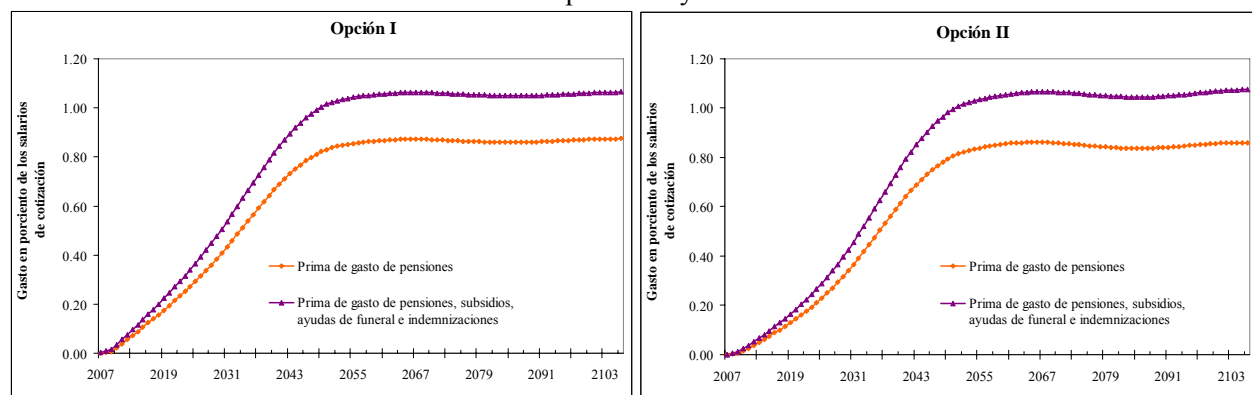 Opción I
Gasto en porciento de los salarios
de cotización
1.20
1.00
0.80
0.60
0.40
0.20
0.00
Prima de gasto de pensiones
Prima de gasto de pensiones, subsidios,
ayudas de funeral e indemnizaciones
2007 2019 2031 2043 2055 2067 2079 2091 2103
Opción II
Gasto en porciento de los salarios
de cotización
1.20
1.00
0.80
0.60
0.40
0.20
0.00
Prima de gasto de pensiones
Prima de gasto de pensiones, subsidios,
ayudas de funeral e indemnizaciones
2007 2019 2031 2043 2055 2067 2079 2091 2103